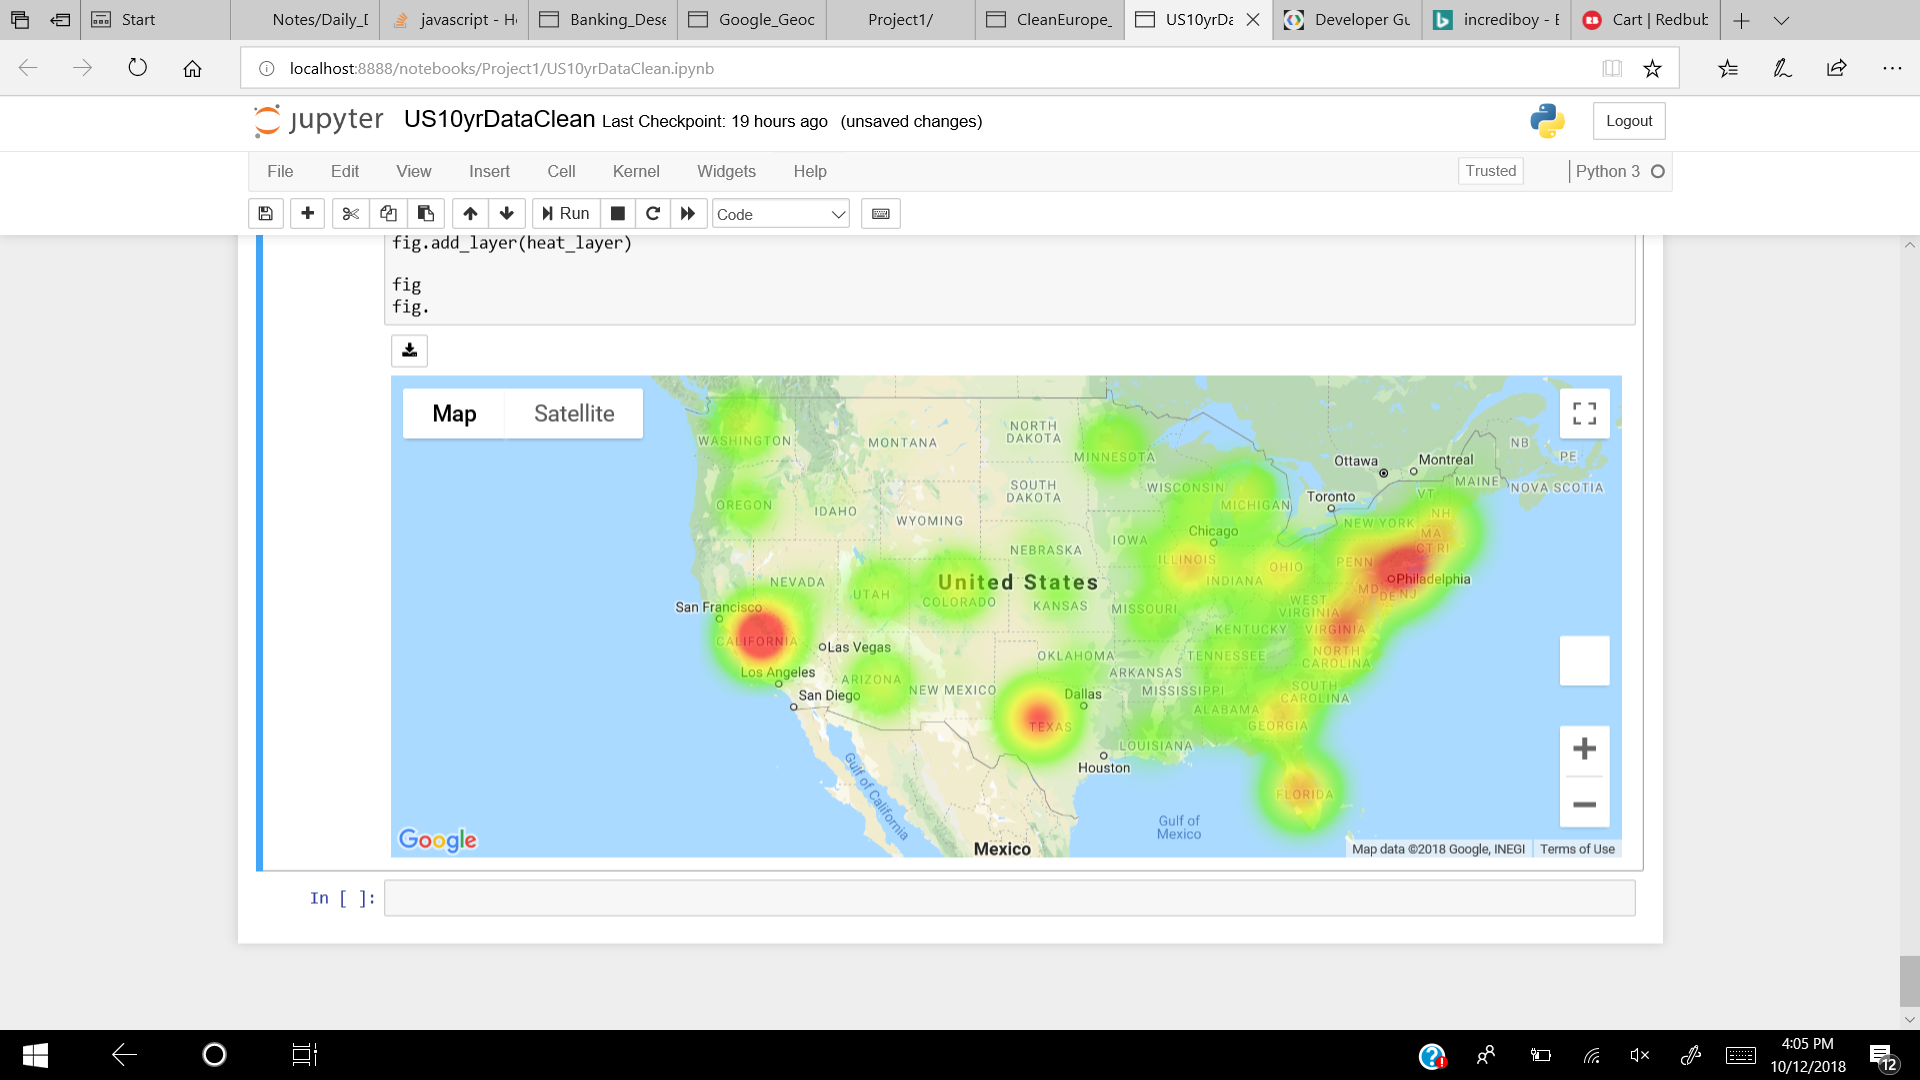 Start
Notes/Daily_D
javascript - H
Banking_Dese
Google_Geoc
Project1/
CleanEurope_
US10yrDa
Developer Gu
incrediboy - B
Cart | Redbub
localhost:8888/notebooks/Project1/US10yrDataClean.ipynb
jupyter US10yrDataClean Last Checkpoint: 19 hours ago (unsaved changes)
Logout
File Edit View Insert Cell Kernel Widgets Help
Trusted
Python 3
Run
Code
fig.add_layer(heat_layer)
fig
fig.
Map Satellite
WASHINGTON
MONTANA
NORTH
DAKOTA
MINNESOTA
Ottawa
Montreal
NB
PE
MAINE
NOVA SCOTIA
VT
OREGON
IDAHO
SOUTH
DAKOTA
WISCONSIN
MICHIGAN
Toronto
WYOMING
NEW YORK
NH
MA
CT RI
Chicago
IOWA
NEBRASKA
ILLINOIS
INDIANA
OHIO
PENN
Philadelphia
MD
DE NJ
NEVADA
UTAH
United States
COLORADO
KANSAS
MISSOURI
WEST
VIRGINIA
San Francisco
CALIFORNIA
KENTUCKY
VIRGINIA
Las Vegas
OKLAHOMA
TENNESSEE
NORTH
CAROLINA
Los Angeles
ARIZONA
NEW MEXICO
ARKANSAS
San Diego
Dallas
MISSISSIPPI
SOUTH
CAROLINA
ALABAMA
GEORGIA
TEXAS
LOUISIANA
Houston
FLORIDA
Gulf of California
Gulf of
Mexico
Mexico
Google
Map data ©2018 Google, INEGI
Terms of Use
In [ ]:
4:05 PM
10/12/2018
12